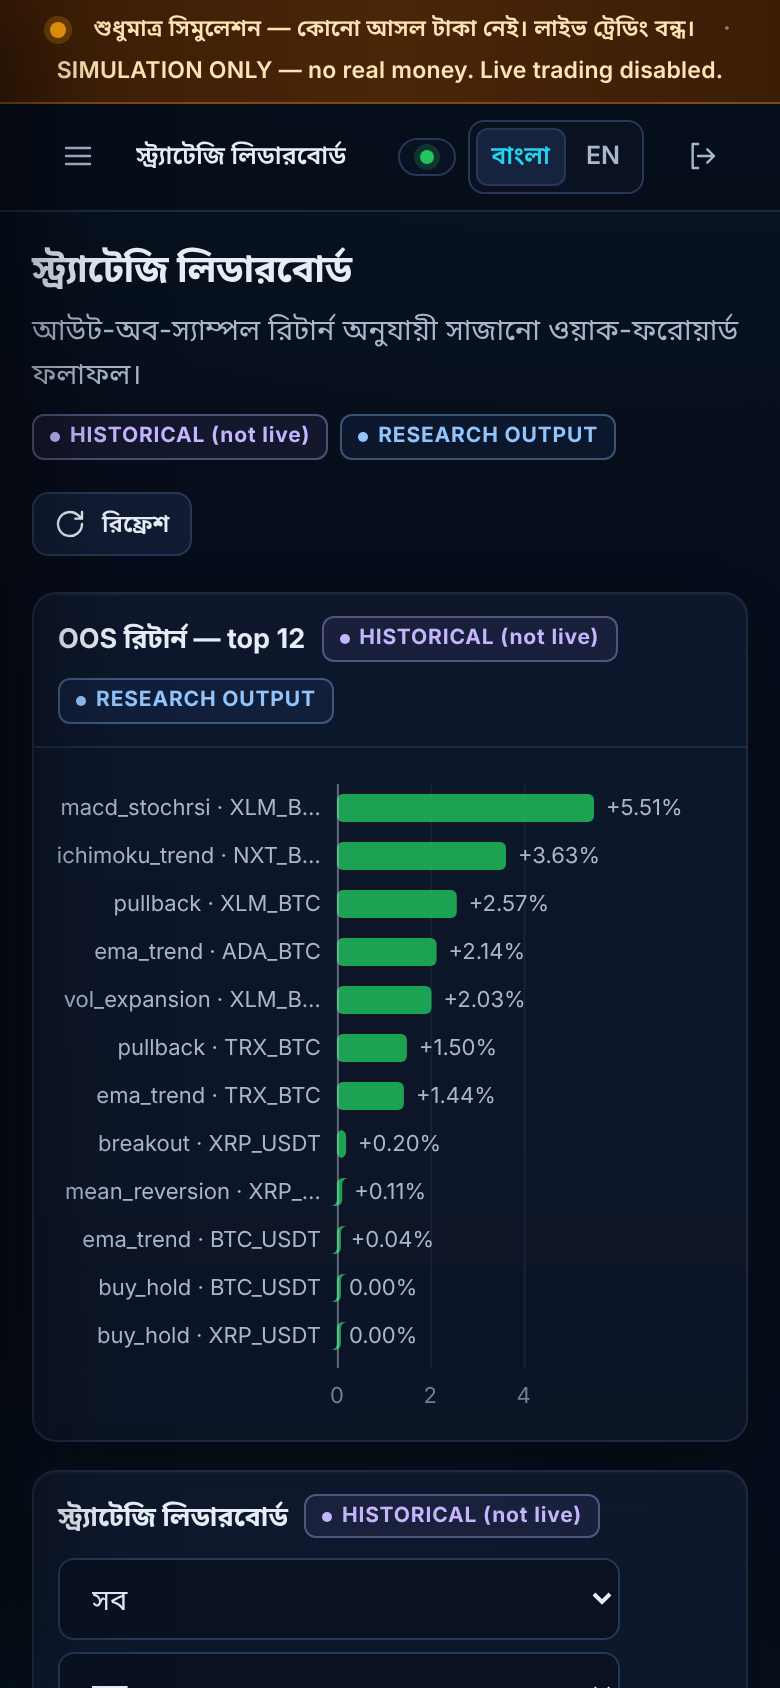 শুধুমাত্র সিমুলেশন — কোনো আসল টাকা নেই। লাইভ ট্রেডিং বন্ধ। ·
SIMULATION ONLY — no real money. Live trading disabled.
স্ট্র্যাটেজি লিডারবোর্ড
বাংলা EN
স্ট্র্যাটেজি লিডারবোর্ড
আউট-অব-স্যাম্পল রিটার্ন অনুযায়ী সাজানো ওয়াক-ফরোয়ার্ড
ফলাফল।
HISTORICAL (not live) RESEARCH OUTPUT
রিফ্রেশ
OOS রিটার্ন — top 12 HISTORICAL (not live)
RESEARCH OUTPUT
macd_stochrsi · XLM_B... +5.51%
ichimoku_trend · NXT_B... +3.63%
pullback · XLM_BTC +2.57%
ema_trend · ADA_BTC +2.14%
vol_expansion · XLM_B... +2.03%
pullback · TRX_BTC +1.50%
ema_trend · TRX_BTC +1.44%
breakout · XRP_USDT +0.20%
mean_reversion · XRP_... +0.11%
ema_trend · BTC_USDT +0.04%
buy_hold · BTC_USDT 0.00%
buy_hold · XRP_USDT 0.00%
0 2 4
স্ট্র্যাটেজি লিডারবোর্ড HISTORICAL (not live)
সব